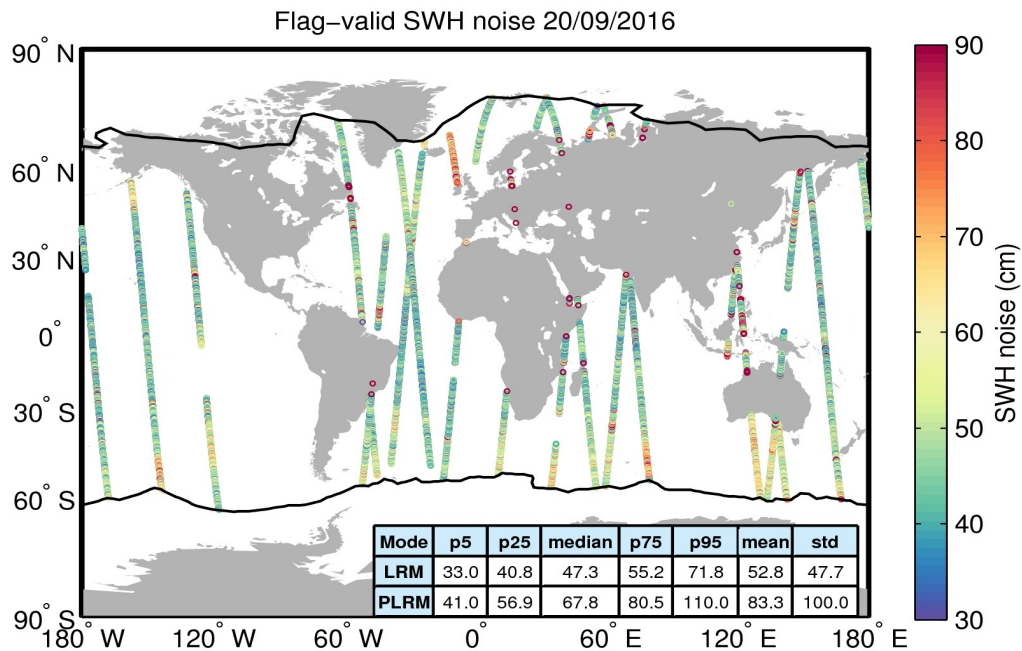 Flag−valid SWH noise 20/09/2016
90° N
60° N
30° N
0°
30° S
60° S
90° S
180° W
120° W
60° W
0°
60° E
120° E
180° E
Mode p5 p25 median p75 p95 mean std
LRM 33.0 40.8 47.3 55.2 71.8 52.8 47.7
PLRM 41.0 56.9 67.8 80.5 110.0 83.3 100.0
90
80
70
60
50
40
30
SWH noise (cm)